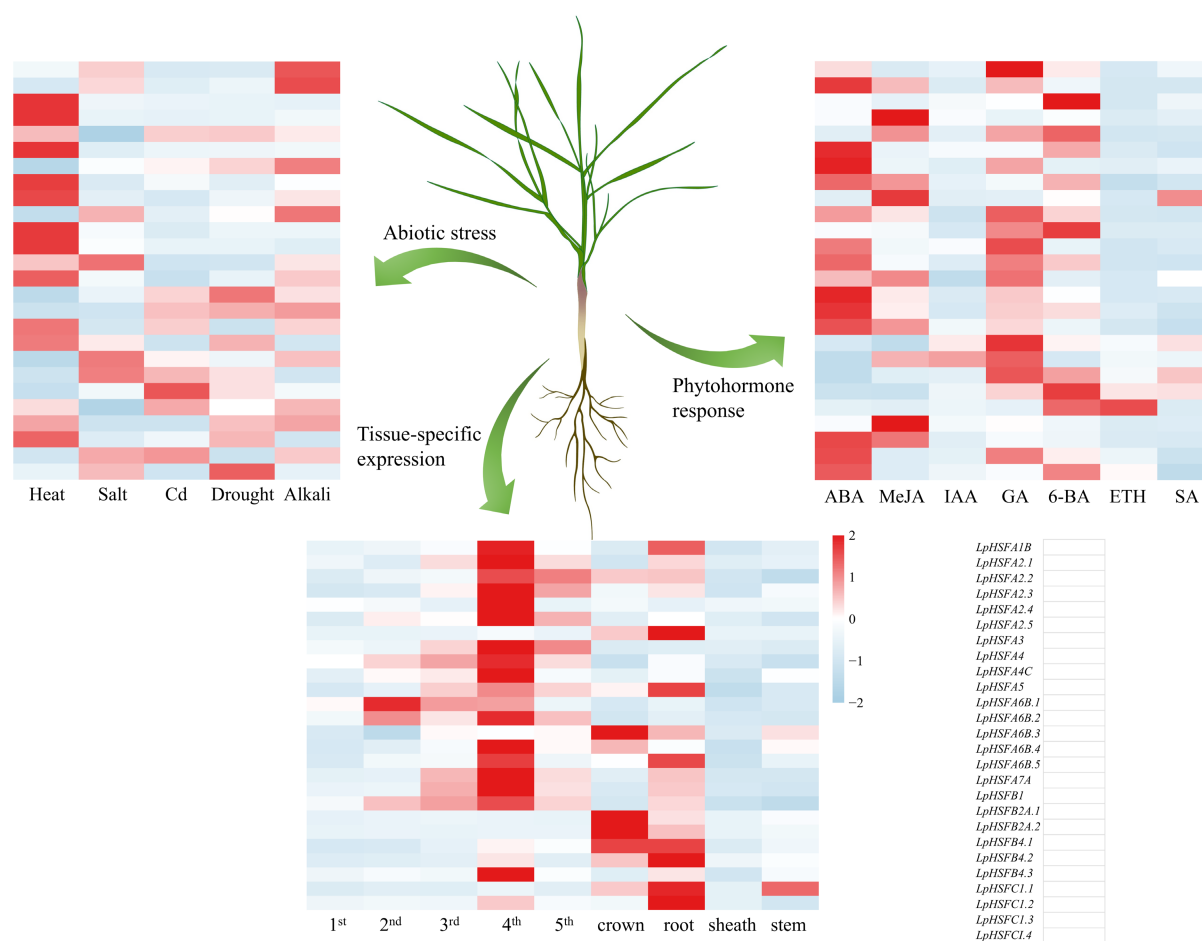 Abiotic stress
Phytohormone
response
Tissue-specific
expression
Heat Salt Cd Drought Alkali
ABA MeJA IAA GA 6-BA ETH SA
2
1
0
−1
−2
LpHSFA1B
LpHSFA2.1
LpHSFA2.2
LpHSFA2.3
LpHSFA2.4
LpHSFA2.5
LpHSFA3
LpHSFA4
LpHSFA4C
LpHSFA5
LpHSFA6B.1
LpHSFA6B.2
LpHSFA6B.3
LpHSFA6B.4
LpHSFA6B.5
LpHSFA7A
LpHSFB1
LpHSFB2A.1
LpHSFB2A.2
LpHSFB4.1
LpHSFB4.2
LpHSFB4.3
LpHSFC1.1
LpHSFC1.2
LpHSFC1.3
LpHSFCI.4
1st 2nd 3rd 4th 5th crown root sheath stem